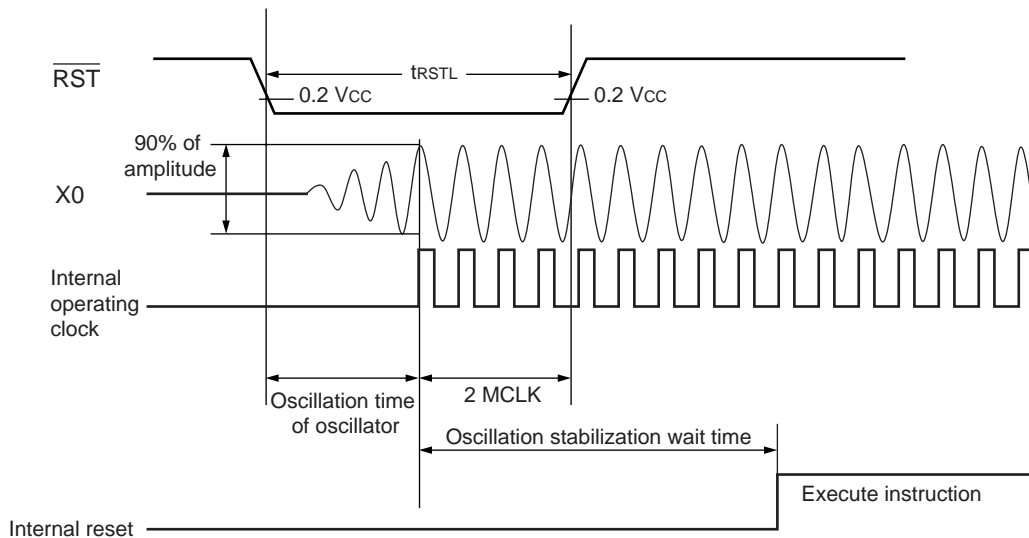 RST
tRSTL
0.2 VCC
0.2 VCC
90% of
amplitude
X0
Internal
operating
clock
Oscillation time
of oscillator
2 MCLK
Oscillation stabilization wait time
Execute instruction
Internal reset